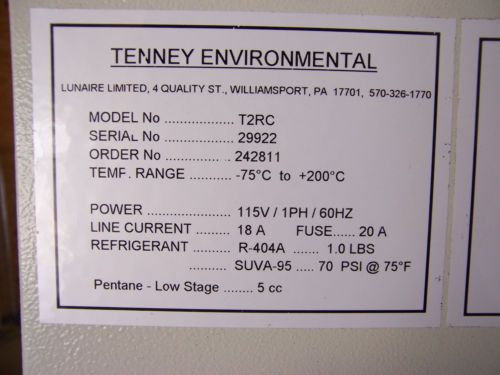 TENNEY ENVIRONMENTAL
LUNAIRE LIMITED, 4 QUALITY ST., WILLIAMSPORT, PA 17701, 570-326-1770
MODEL No .................. T2RC
SERIAL No .................. 29922
ORDER No .............. .. 242811
TEMP. RANGE ........... -75°C to +200°C
POWER ...................... 115V / 1PH / 60HZ
LINE CURRENT ......... 18 A FUSE...... 20 A
REFRIGERANT ........... R-404A ....... 1.0 LBS
.......... SUVA-95 ..... 70 PSI @ 75°F
Pentane - Low Stage ........ 5 cc